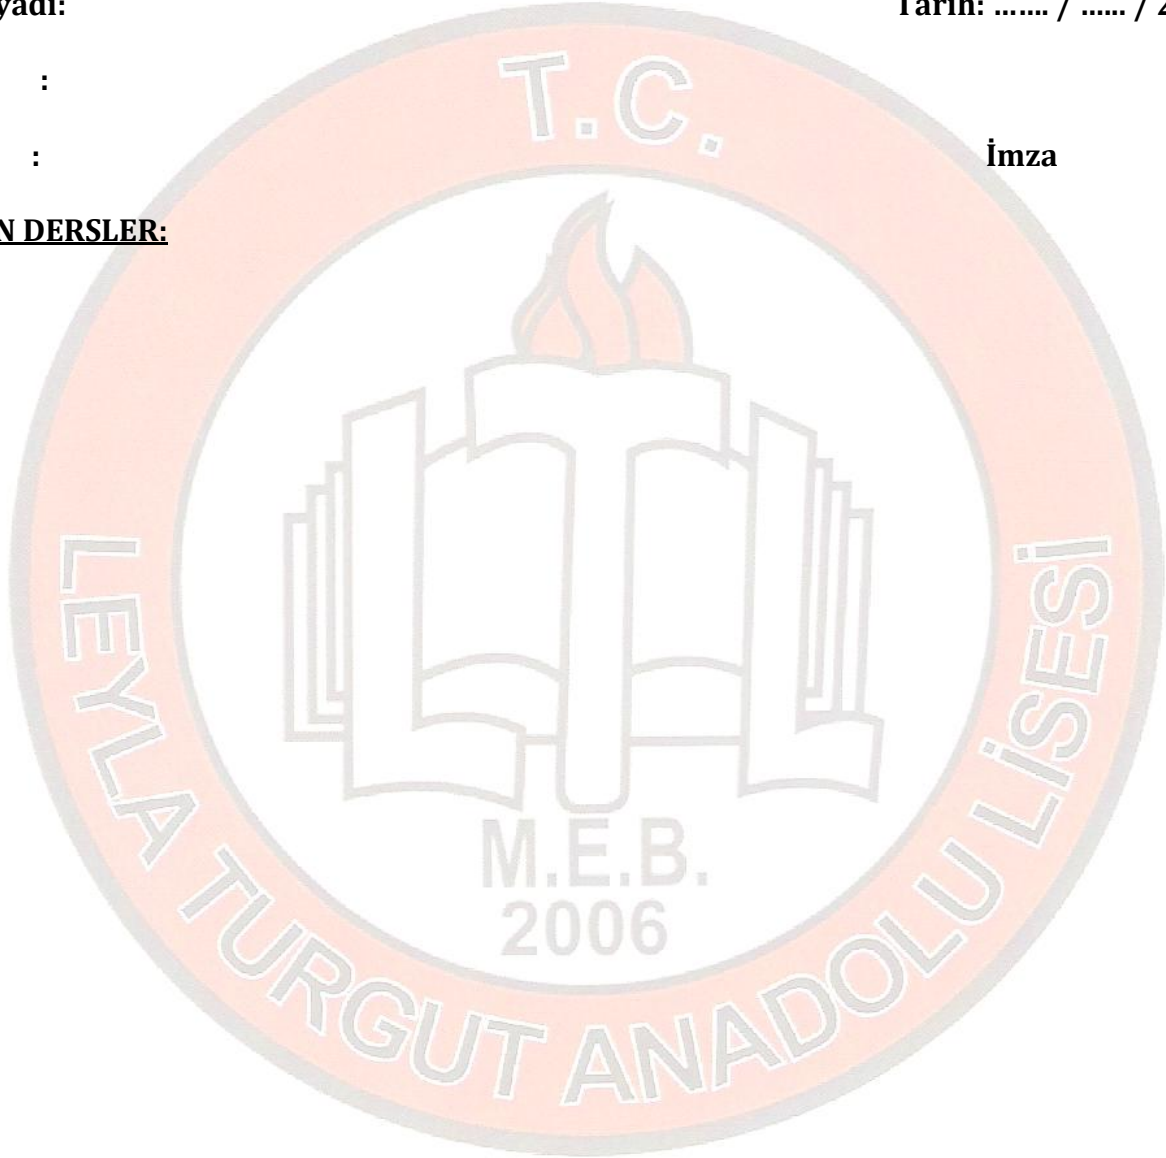 yadı: Tarih: ....... / ...... / 2
:
: İmza
N DERSLER:
T.C.
LEYLA TURGUT ANADOLU LİSESİ
M.E.B.
2006